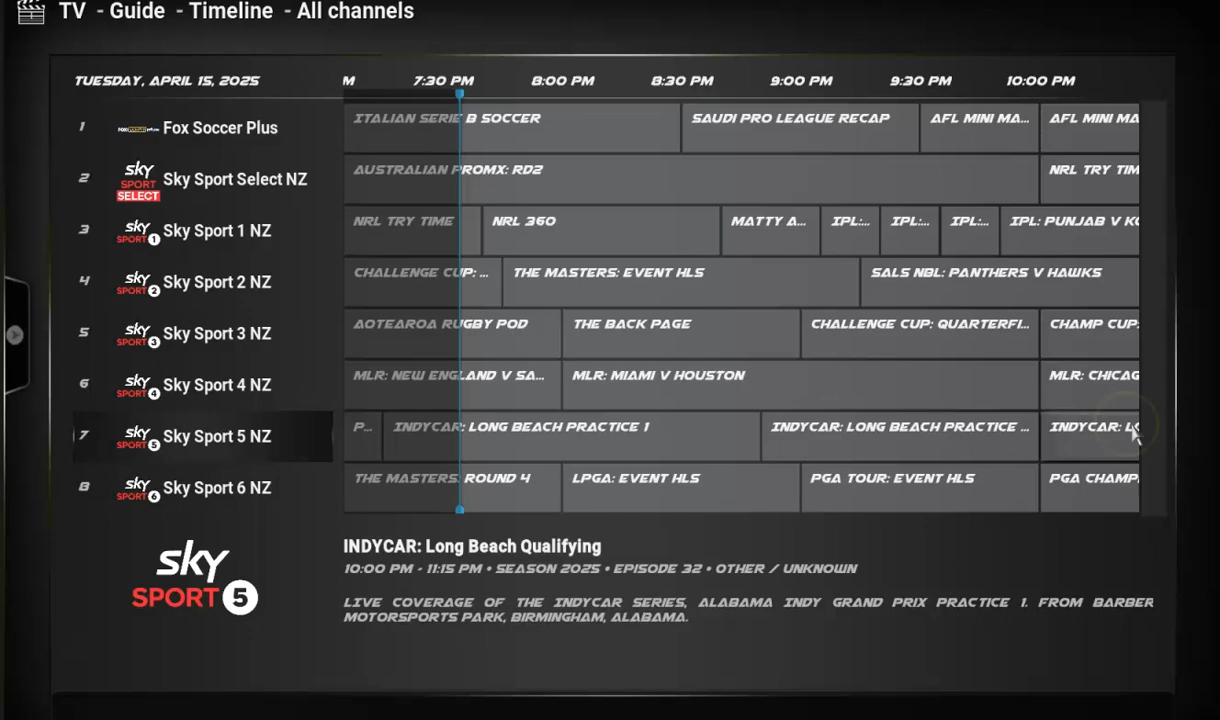 TV - Guide - Timeline - All channels
TUESDAY, APRIL 15, 2025 M 7:30 PM 8:00 PM 8:30 PM 9:00 PM 9:30 PM 10:00 PM
1 Fox Soccer Plus ITALIAN SERIE B SOCCER SAUDI PRO LEAGUE RECAP AFL MINI MA... AFL MINI MA
2 sky SPORT SELECT Sky Sport Select NZ AUSTRALIAN PROMX: RD2 NRL TRY TIM
3 sky SPORT 1 Sky Sport 1 NZ NRL TRY TIME NRL 360 MATTY A... IPL:... IPL:... IPL:... IPL: PUNJAB V KO
4 sky SPORT 2 Sky Sport 2 NZ CHALLENGE CUP: ... THE MASTERS: EVENT HLS SALS NBL: PANTHERS V HAWKS
5 sky SPORT 3 Sky Sport 3 NZ AOTEAROA RUGBY POD THE BACK PAGE CHALLENGE CUP: QUARTERFI... CHAMP CUP:
6 sky SPORT 4 Sky Sport 4 NZ MLR: NEW ENGLAND V SA... MLR: MIAMI V HOUSTON MLR: CHICAG
7 sky SPORT 5 Sky Sport 5 NZ P... INDYCAR: LONG BEACH PRACTICE 1 INDYCAR: LONG BEACH PRACTICE ... INDYCAR: LO
8 sky SPORT 6 Sky Sport 6 NZ THE MASTERS: ROUND 4 LPGA: EVENT HLS PGA TOUR: EVENT HLS PGA CHAMP
sky
SPORT 5
INDYCAR: Long Beach Qualifying
10:00 PM - 11:15 PM • SEASON 2025 • EPISODE 32 • OTHER / UNKNOWN
LIVE COVERAGE OF THE INDYCAR SERIES, ALABAMA INDY GRAND PRIX PRACTICE 1. FROM BARBER
MOTORSPORTS PARK, BIRMINGHAM, ALABAMA.